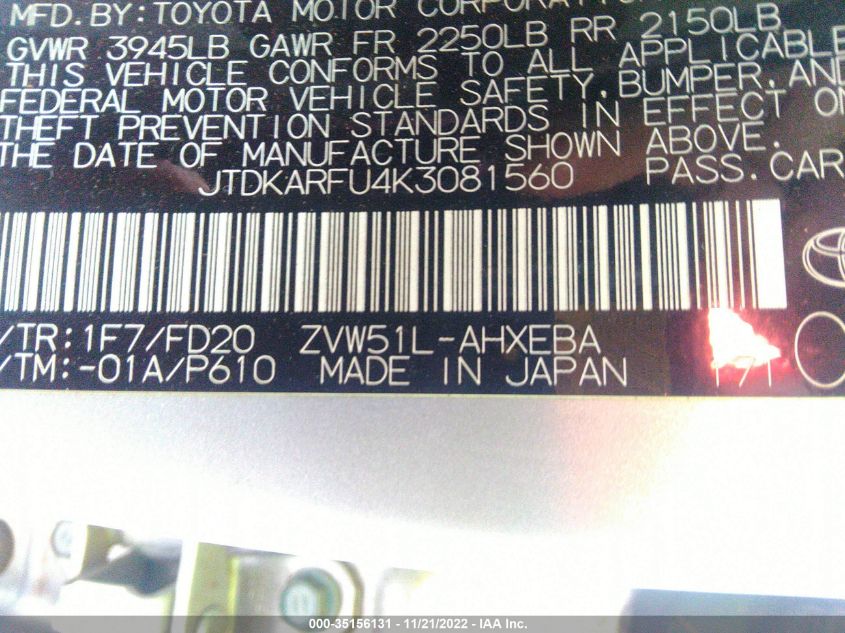 MFD. BY: TOYOTA MOTOR CORPORATION
GVWR 3945LB GAWR FR 2250LB RR 2150LB
THIS VEHICLE CONFORMS TO ALL APPLICABLE
FEDERAL MOTOR VEHICLE SAFETY, BUMPER, AND
THEFT PREVENTION STANDARDS IN EFFECT ON
THE DATE OF MANUFACTURE SHOWN ABOVE.
JTDKARFU4K3081560 PASS. CAR
/TR: 1F7/FD20 ZVW51L-AHXEBA
/TM: -01A/P610 MADE IN JAPAN 171
000-35156131 - 11/21/2022 - IAA Inc.